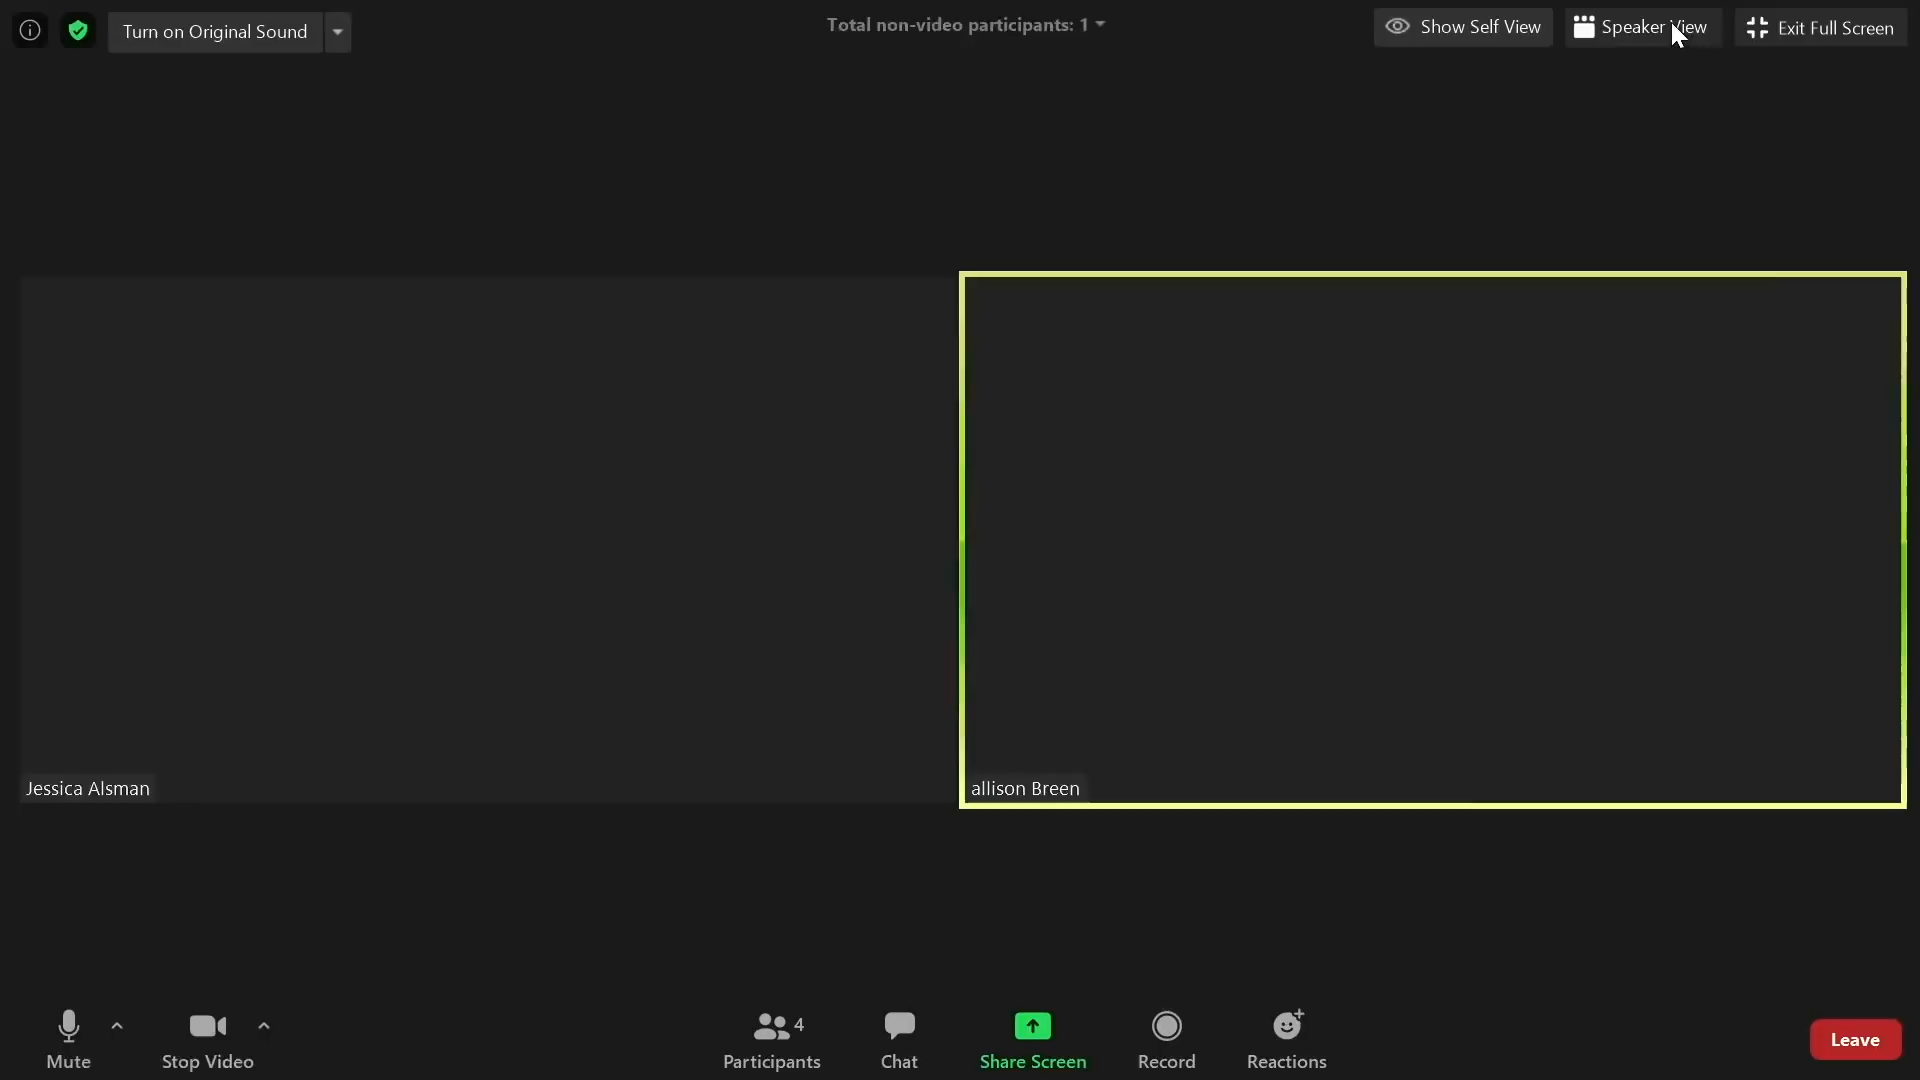 Turn on Original Sound
Total non-video participants: 1
Show Self View
Speaker View
Exit Full Screen
Jessica Alsman
allison Breen
Mute
Stop Video
4
Participants
Chat
Share Screen
Record
Reactions
Leave